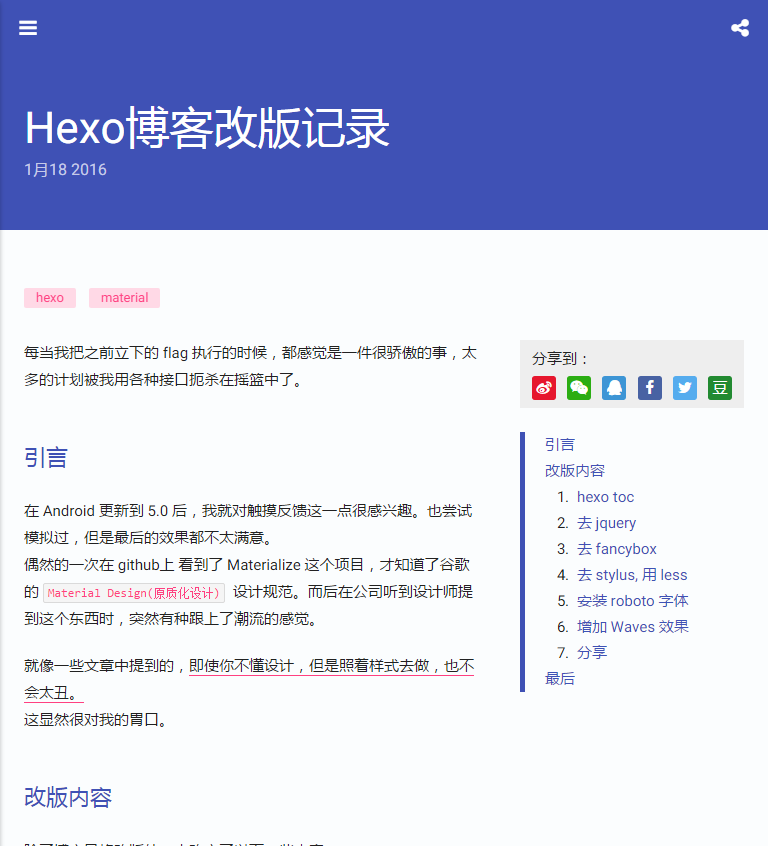 Hexo博客改版记录
1月18 2016
hexo
material
每当我把之前立下的 flag 执行的时候，都感觉是一件很骄傲的事，太
多的计划被我用各种接口扼杀在摇篮中了。
引言
在 Android 更新到 5.0 后，我就对触摸反馈这一点很感兴趣。也尝试
模拟过，但是最后的效果都不太满意。
偶然的一次在 github上 看到了 Materialize 这个项目，才知道了谷歌
的 Material Design(原质化设计) 设计规范。而后在公司听到设计师提
到这个东西时，突然有种跟上了潮流的感觉。
就像一些文章中提到的，即使你不懂设计，但是照着样式去做，也不
会太丑。
这显然很对我的胃口。
改版内容
分享到：
豆
引言
改版内容
1. hexo toc
2. 去 jquery
3. 去 fancybox
4. 去 stylus, 用 less
5. 安装 roboto 字体
6. 增加 Waves 效果
7. 分享
最后